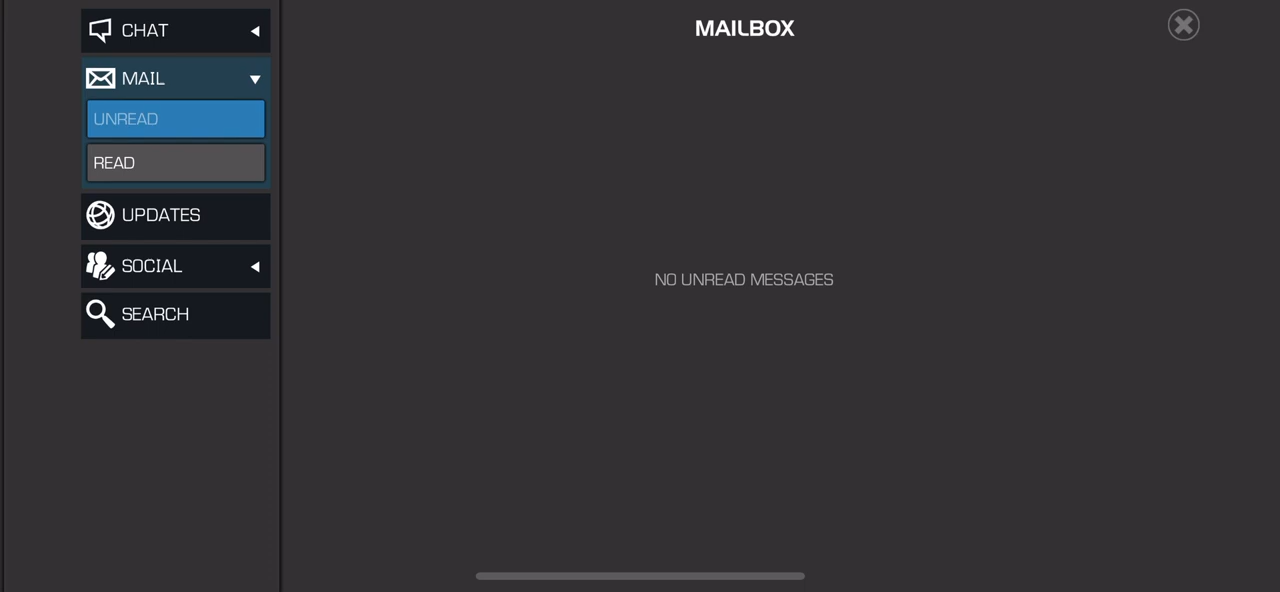 CHAT
MAIL
UNREAD
READ
UPDATES
SOCIAL
SEARCH
MAILBOX
NO UNREAD MESSAGES